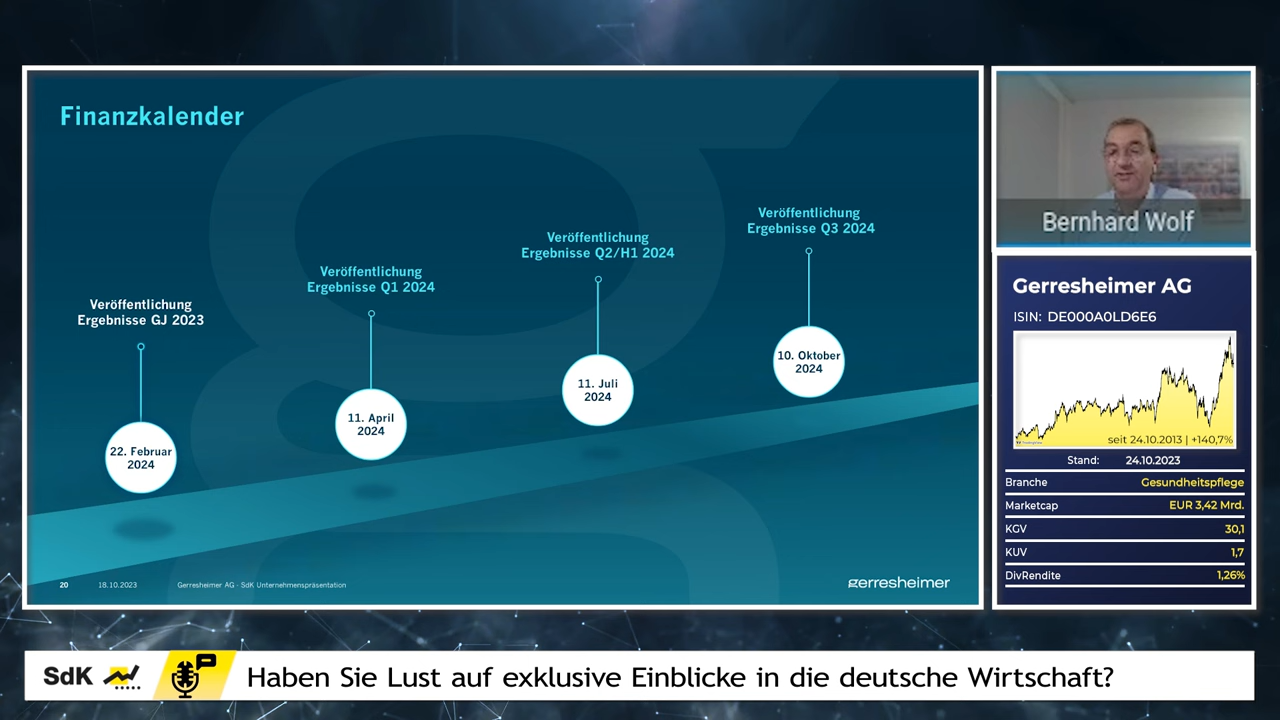 Finanzkalender
Veröffentlichung
Ergebnisse GJ 2023
22. Februar
2024
Veröffentlichung
Ergebnisse Q1 2024
11. April
2024
Veröffentlichung
Ergebnisse Q2/H1 2024
11. Juli
2024
Veröffentlichung
Ergebnisse Q3 2024
10. Oktober
2024
20 18.10.2023 Gerresheimer AG - SdK Unternehmenspräsentation
gerresheimer
Bernhard Wolf
Gerresheimer AG
ISIN: DE000A0LD6E6
seit 24.10.2013 | +140,7%
Stand: 24.10.2023
Branche Gesundheitspflege
Marketcap EUR 3,42 Mrd.
KGV 30,1
KUV 1,7
DivRendite 1,26%
SdK
Haben Sie Lust auf exklusive Einblicke in die deutsche Wirtschaft?